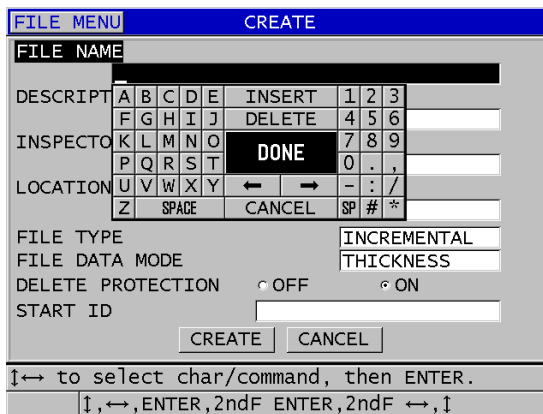 FILE MENU CREATE
FILE NAME
DESCRIPT
A B C D E INSERT 1 2 3
F G H I J DELETE 4 5 6
INSPECTO
K L M N O DONE 7 8 9
P Q R S T 0 . ,
LOCATION
U V W X Y ← → - : /
Z SPACE CANCEL SP # *
FILE TYPE INCREMENTAL
FILE DATA MODE THICKNESS
DELETE PROTECTION OFF ON
START ID
CREATE CANCEL
↕↔ to select char/command, then ENTER.
↕,↔,ENTER,2ndF ENTER,2ndF ↔,↕